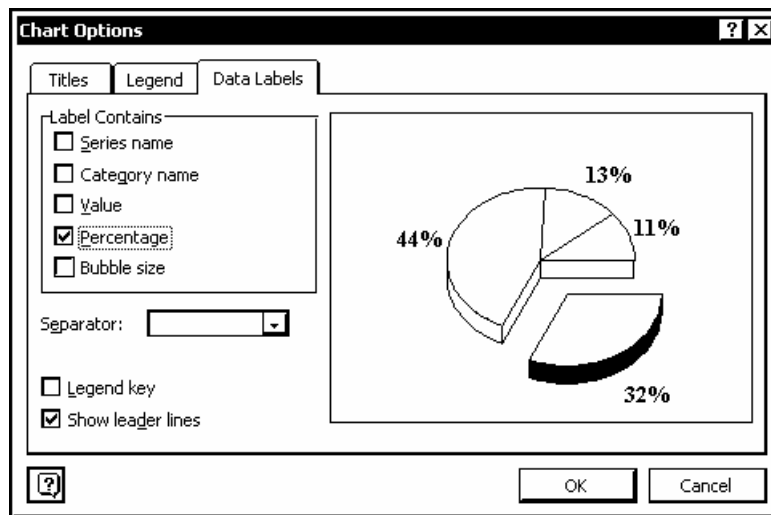 Chart Options
Titles Legend Data Labels
Label Contains
Series name
Category name
Value
Percentage
Bubble size
Separator:
Legend key
Show leader lines
13%
11%
44%
32%
OK Cancel